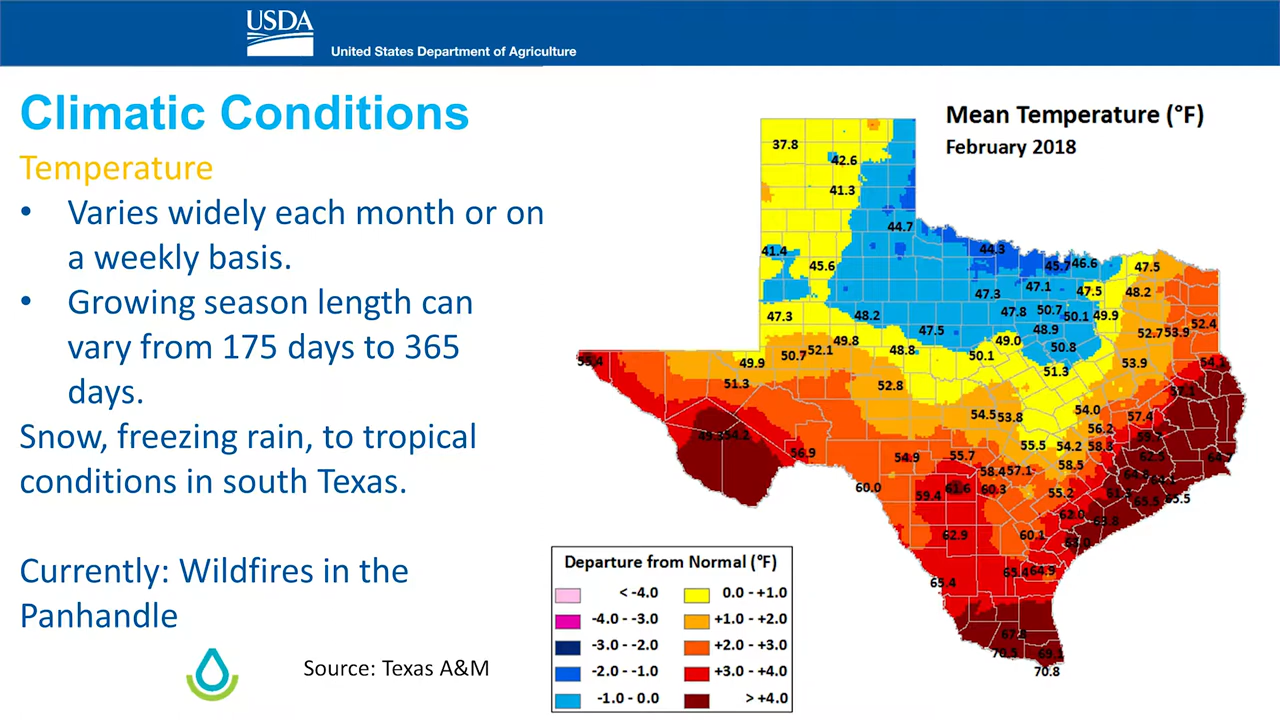 USDA
United States Department of Agriculture
Climatic Conditions
Temperature
• Varies widely each month or on
a weekly basis.
• Growing season length can
vary from 175 days to 365
days.
Snow, freezing rain, to tropical
conditions in south Texas.
Currently: Wildfires in the
Panhandle
Source: Texas A&M
Mean Temperature (°F)
February 2018
37.8
42.6
41.3
44.7
41.4
45.6
44.3
46.6
47.5
47.3
47.1
47.5
48.2
47.3
48.2
47.8
50.7
50.1
49.9
47.5
48.9
52.7
53.9
52.4
49.8
49.0
50.8
50.7
52.1
48.8
50.1
49.9
51.3
53.9
51.3
52.8
54.5
53.8
54.0
57.4
56.2
55.5
54.2
58.3
56.9
54.9
55.7
58.5
58.4
57.1
60.0
59.4
61.6
60.3
55.2
65.5
65.5
62.0
63.8
62.9
60.1
65.4
64.9
65.4
70.5
70.8
Departure from Normal (°F)
< -4.0
0.0 - +1.0
-4.0 - -3.0
+1.0 - +2.0
-3.0 - -2.0
+2.0 - +3.0
-2.0 - -1.0
+3.0 - +4.0
-1.0 - 0.0
> +4.0